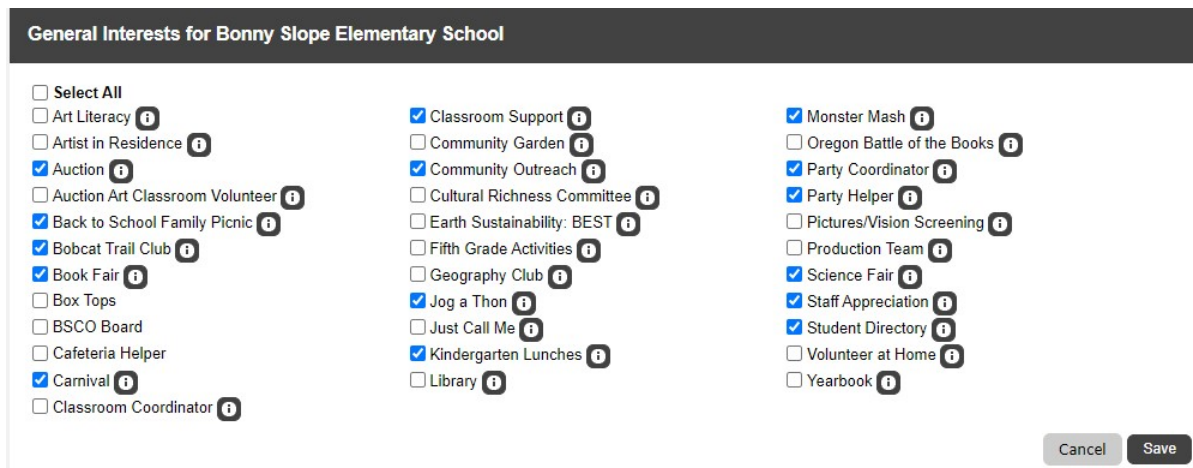 General Interests for Bonny Slope Elementary School
Select All
Art Literacy
Artist in Residence
Auction
Auction Art Classroom Volunteer
Back to School Family Picnic
Bobcat Trail Club
Book Fair
Box Tops
BSCO Board
Cafeteria Helper
Carnival
Classroom Coordinator
Classroom Support
Community Garden
Community Outreach
Cultural Richness Committee
Earth Sustainability: BEST
Fifth Grade Activities
Geography Club
Jog a Thon
Just Call Me
Kindergarten Lunches
Library
Monster Mash
Oregon Battle of the Books
Party Coordinator
Party Helper
Pictures/Vision Screening
Production Team
Science Fair
Staff Appreciation
Student Directory
Volunteer at Home
Yearbook
Cancel
Save